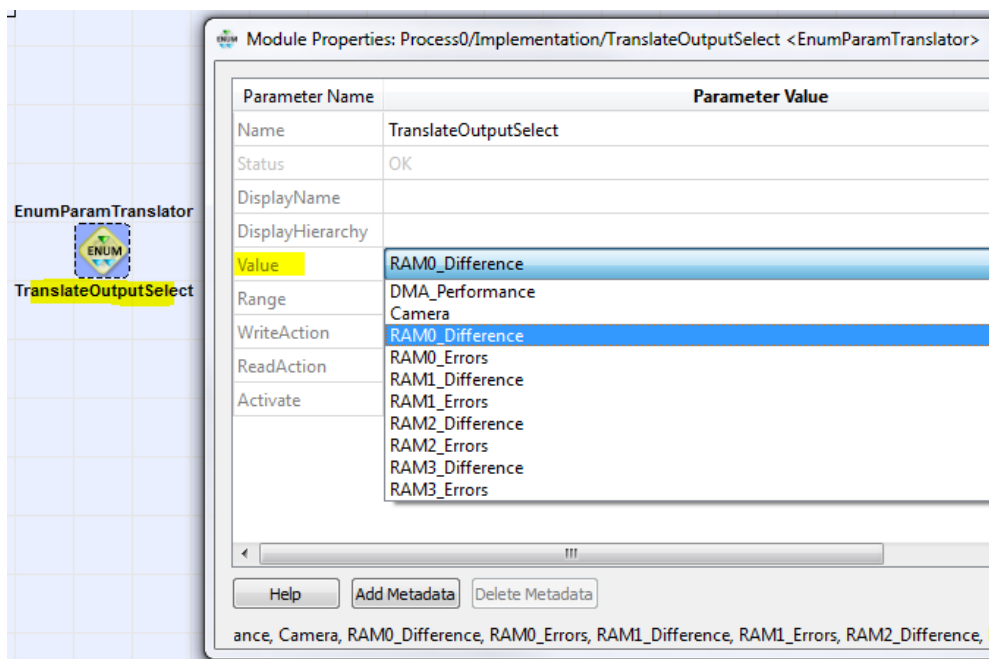 Module Properties: Process0/Implementation/TranslateOutputSelect <EnumParamTranslator>
EnumParamTranslator
ENUM
TranslateOutputSelect
Parameter Name Parameter Value
Name TranslateOutputSelect
Status OK
DisplayName
DisplayHierarchy
Value RAM0_Difference
Range
WriteAction
ReadAction
Activate
DMA_Performance
Camera
RAM0_Difference
RAM0_Errors
RAM1_Difference
RAM1_Errors
RAM2_Difference
RAM2_Errors
RAM3_Difference
RAM3_Errors
Help Add Metadata Delete Metadata
ance, Camera, RAM0_Difference, RAM0_Errors, RAM1_Difference, RAM1_Errors, RAM2_Difference,